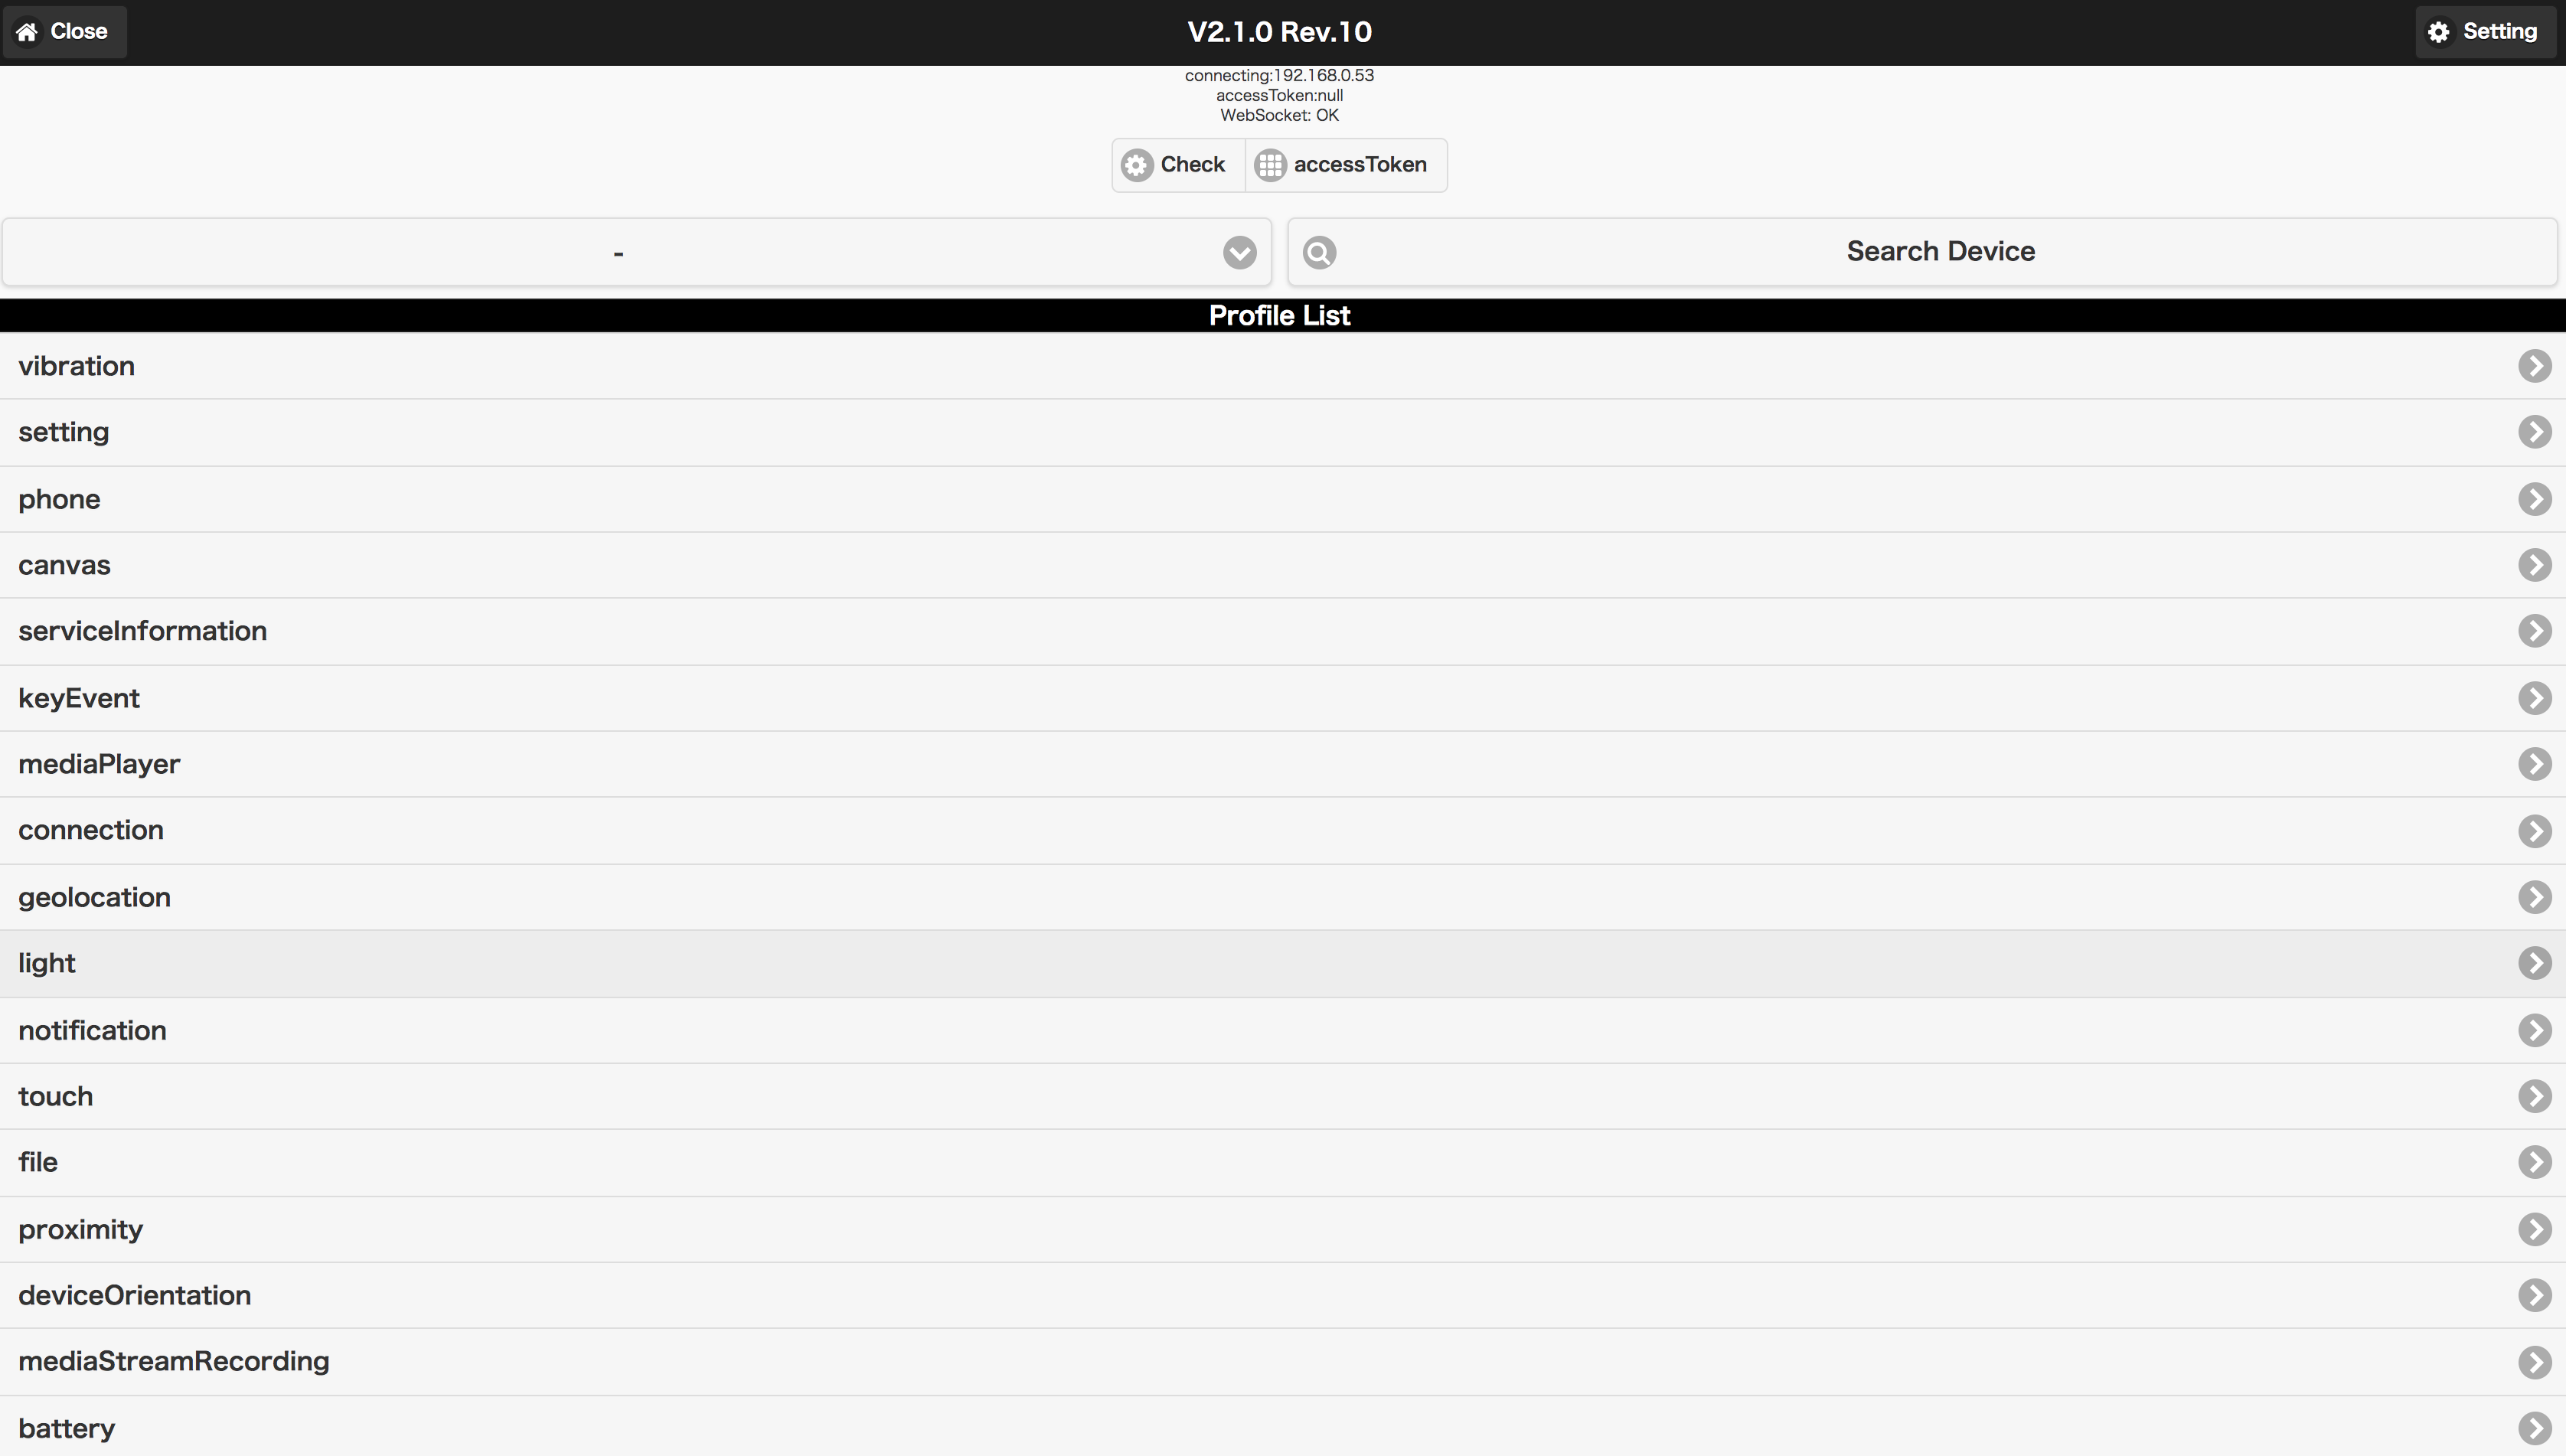 Close
V2.1.0 Rev.10
Setting
connecting:192.168.0.53
accessToken:null
WebSocket: OK
Check
accessToken
-
Search Device
Profile List
vibration
setting
phone
canvas
serviceInformation
keyEvent
mediaPlayer
connection
geolocation
light
notification
touch
file
proximity
deviceOrientation
mediaStreamRecording
battery